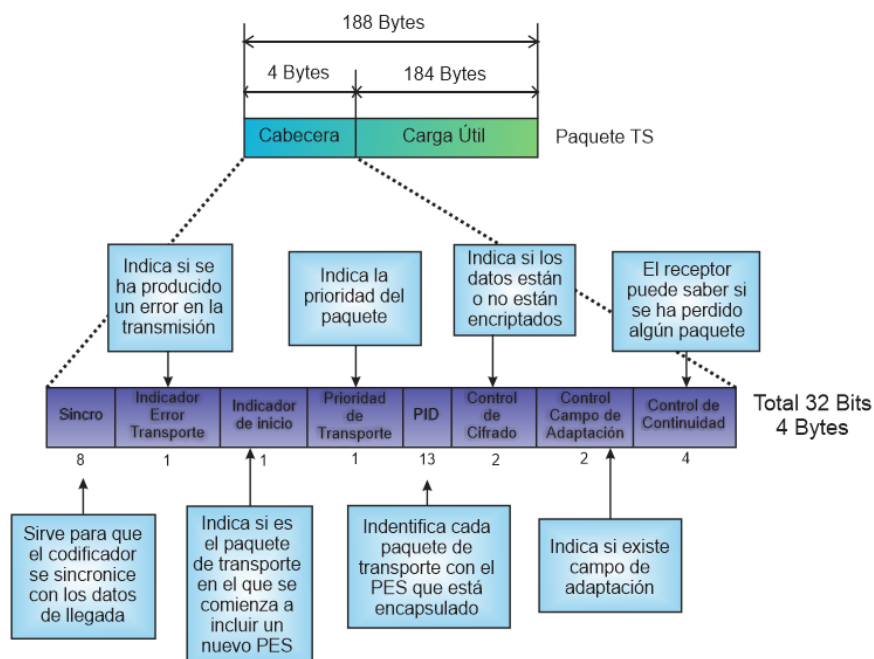 188 Bytes
4 Bytes
184 Bytes
Cabecera
Carga Útil
Paquete TS
Indica si se
ha producido
un error en la
transmisión
Indica la
prioridad del
paquete
Indica si los
datos están
o no están
encriptados
El receptor
puede saber si
se ha perdido
algún paquete
Sincro
Indicador
Error
Transporte
Indicador
de inicio
Prioridad
de
Transporte
PID
Control
de
Cifrado
Control
Campo de
Adaptación
Control de
Continuidad
Total 32 Bits
4 Bytes
8
1
1
1
13
2
2
4
Sirve para que
el codificador
se sincronice
con los datos
de llegada
Indica si es
el paquete
de transporte
en el que se
comienza a
incluir un
nuevo PES
Indentifica cada
paquete de
transporte con el
PES que está
encapsulado
Indica si existe
campo de
adaptación